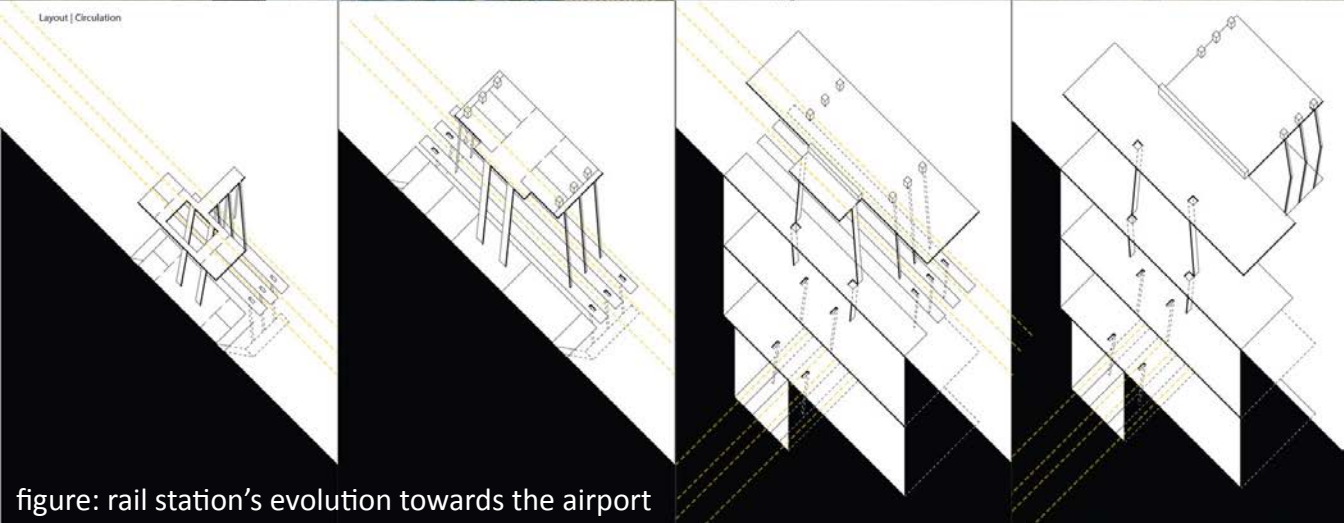 Layout | Circulation
figure: rail station's evolution towards the airport